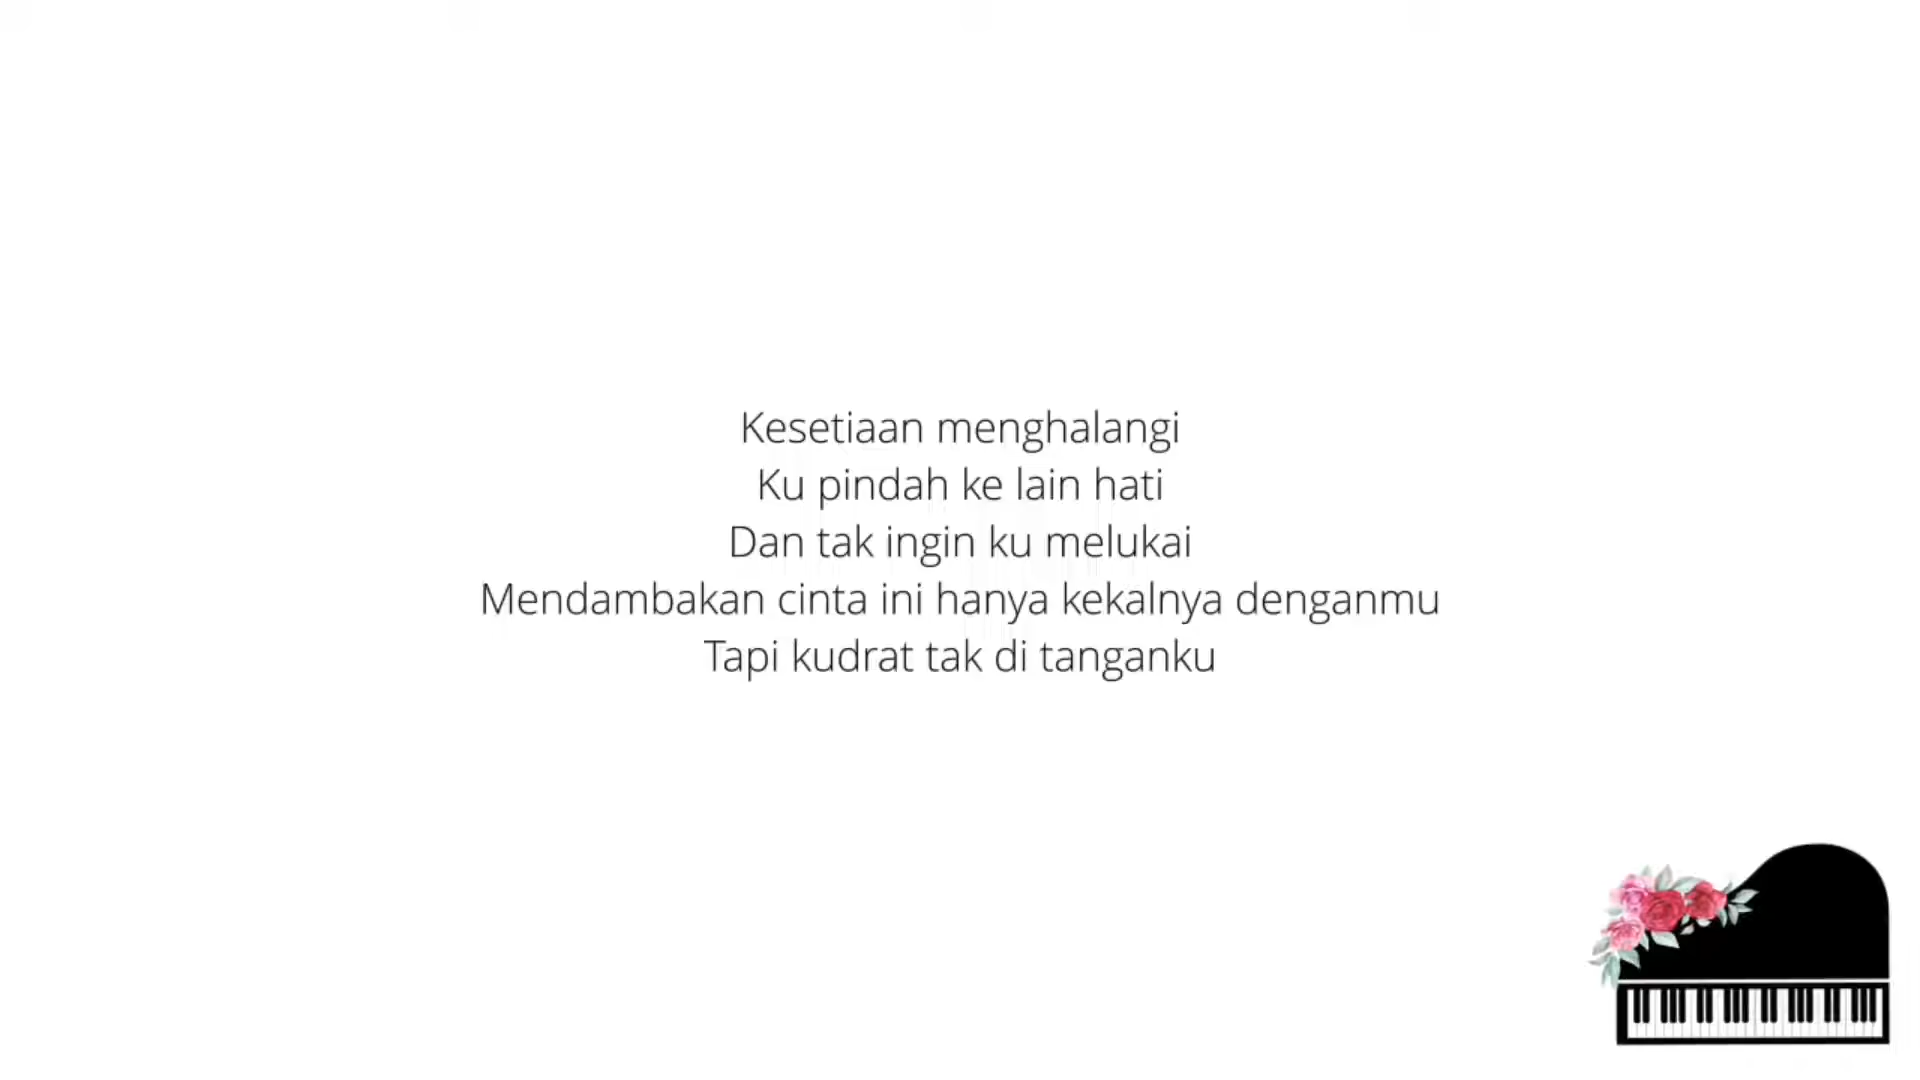 Kesetiaan menghalangi
Ku pindah ke lain hati
Dan tak ingin ku melukai
Mendambakan cinta ini hanya kekalnya denganmu
Tapi kudrat tak di tanganku